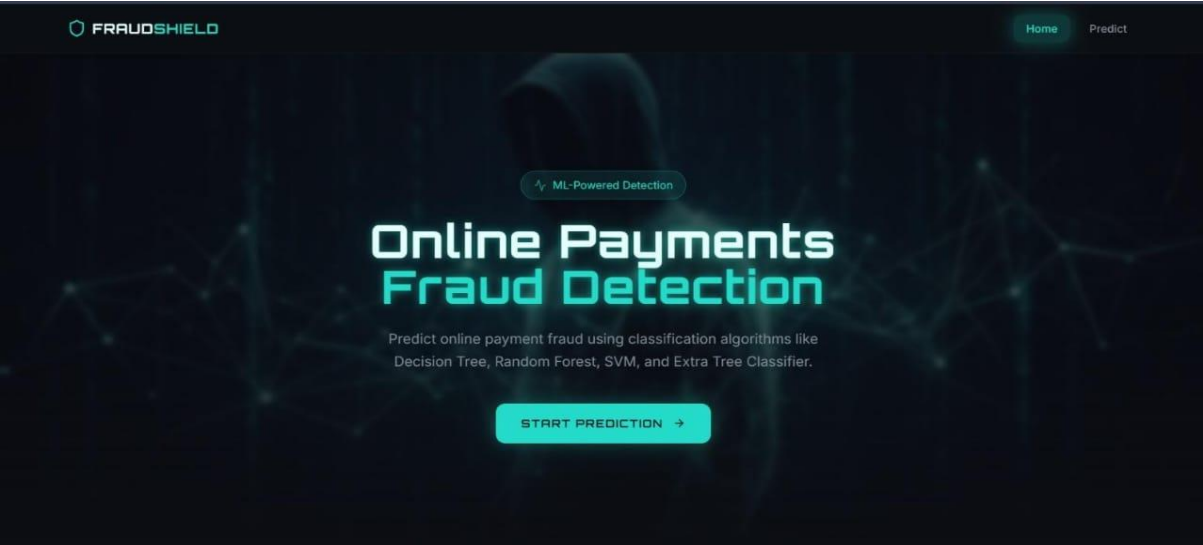 FRAUDSHIELD
Home
Predict
ML-Powered Detection
Online Payments
Fraud Detection
Predict online payment fraud using classification algorithms like
Decision Tree, Random Forest, SVM, and Extra Tree Classifier.
START PREDICTION →